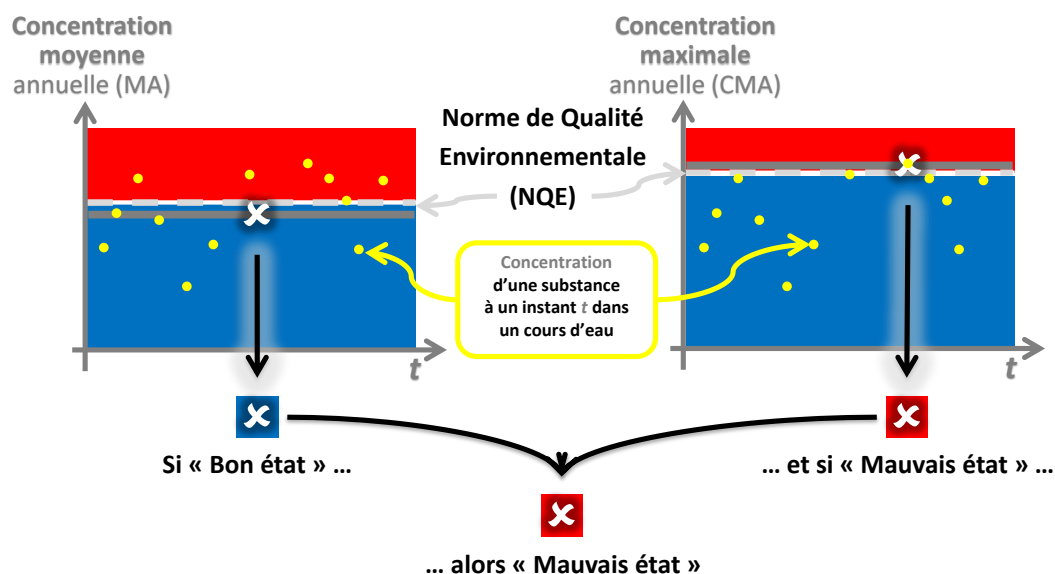 Concentration
moyenne
annuelle (MA)
Concentration
maximale
annuelle (CMA)
Norme de Qualité
Environnementale
(NQE)
Concentration
d'une substance
à un instant t dans
un cours d'eau
t
t
Si « Bon état » ...
... et si « Mauvais état » ...
... alors « Mauvais état »